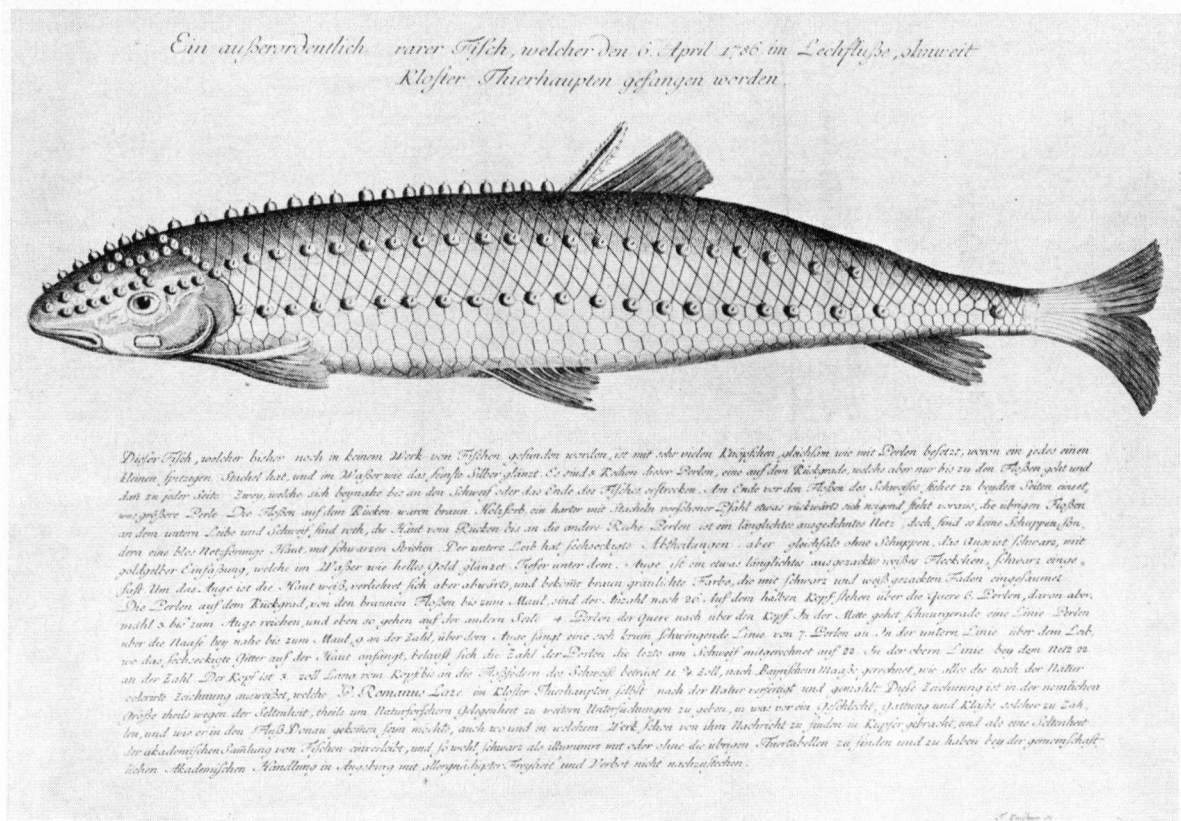 Ein außerordentlich rarer Fisch, welcher den 6. April 1786 im Lechfluße, ohnweit
Kloster Thierhaupten gefangen worden.
Dieser Fisch, welcher bisher noch in keinem Werk von Fischen gefunden worden, ist mit sehr vielen Knöpfchen gleichsam wie mit Perlen besetzt, wovon ein jedes einen
kleinen spitzigen Stachel hat, und im Waßer wie das feinste Silber glänzt. Es sind 5 Reihen dieser Perlen, eine auf dem Rückgrade, welche aber nur bis zu den Floßen geht und
dan zu jeder Seite zwey, welche sich beynahe bis an den Schweif oder das Ende des Fisches erstrecken. Am Ende vor den Floßen des Schweifes, stehet zu beyden Seiten eine
größere Perle. Die Floßen auf dem Rücken waren braun Holzfarb, ein harter mit Stacheln versehener Pfahl etwas rückwärts sich neigend steht voraus, die übrigen Floßen
an dem untern Leibe und Schweif sind roth, die Haut vom Rücken bis an die andere Reihe Perlen ist ein länglichtes ausgedehntes Netz, doch sind es keine Schuppen, son,
dern eine blos Netzförmige Haut, mit schwarzen Strichen. Der untere Leib hat sechseckigte Abtheilungen aber gleichfals ohne Schuppen, das Aug ist schwarz, mit
goldgelber Einfaßung, welche im Waßer wie helles Gold glänzet. Tiefer unter dem Auge ist ein etwas länglichtes ausgezacktes weißes Fleckchen, schwarz einge-
faßt. Um das Auge ist die Haut weiß, verliehret sich aber abwärts, und bekomt braun grünlichte Farbe, die mit schwarz und weiß gezackten Faden eingesäumet
Die Perlen auf dem Rückgrad, von den braunen Floßen bis zum Maul, sind der Anzahl nach 26. Auf dem halben Kopf stehen über die Quere 6. Perlen, davon aber,
mahl 3. bis zum Auge reichen, und eben so gehen auf der andern Seite 4. Perlen der Quere nach über den Kopf. In der Mitte gehet schnurgerade eine Linie Perlen
über die Naase bey nahe bis zum Maul, 9. an der Zahl, über dem Auge fängt eine sich krum schwingende Linie von 7. Perlen an. In der untern Linie über dem Leib,
wo das sechseckigte Gitter auf der Haut anfängt, belauft sich die Zahl der Perlen die lezte am Schweif mitgerechnet auf 22. In der obern Linie bey dem Netz 22.
an der Zahl. Der Kopf ist 3. zoll Lang vom Kopf bis an die Floßfedern des Schweifs beträgt 11 ¾ zoll, nach Bayrischem Maaße gerechnet, wie alles die nach der Natur
colorirte Zeichnung ausweißet, welche P. Romanus Laze im Kloster Thierhaupten selbst nach der Natur verfertigt und gemahlt. Diese Zeichnung ist in der nemlichen
Größe theils wegen der Seltenheit, theils um Naturforschern Gelegenheit zu weitern Untersuchungen zu geben, in was vor ein Geschlecht, Gattung und Klaße solcher zu zäh,
len, und wie er in den Fluß Donau gekomen seyn möchte, auch wo und in welchem Werk schon von ihm Nachricht zu finden in Kupfer gebracht, und als eine Seltenheit
der akademischen Samlung von Fischen einverleibt, und so wohl schwarz als illuminirt mit oder ohne die übrigen Thiertabellen zu finden und zu haben bey der gemeinschaft
lichen Akademischen Handlung in Augsburg mit allergnädigster Freyheit und Verbot nicht nachzustechen.